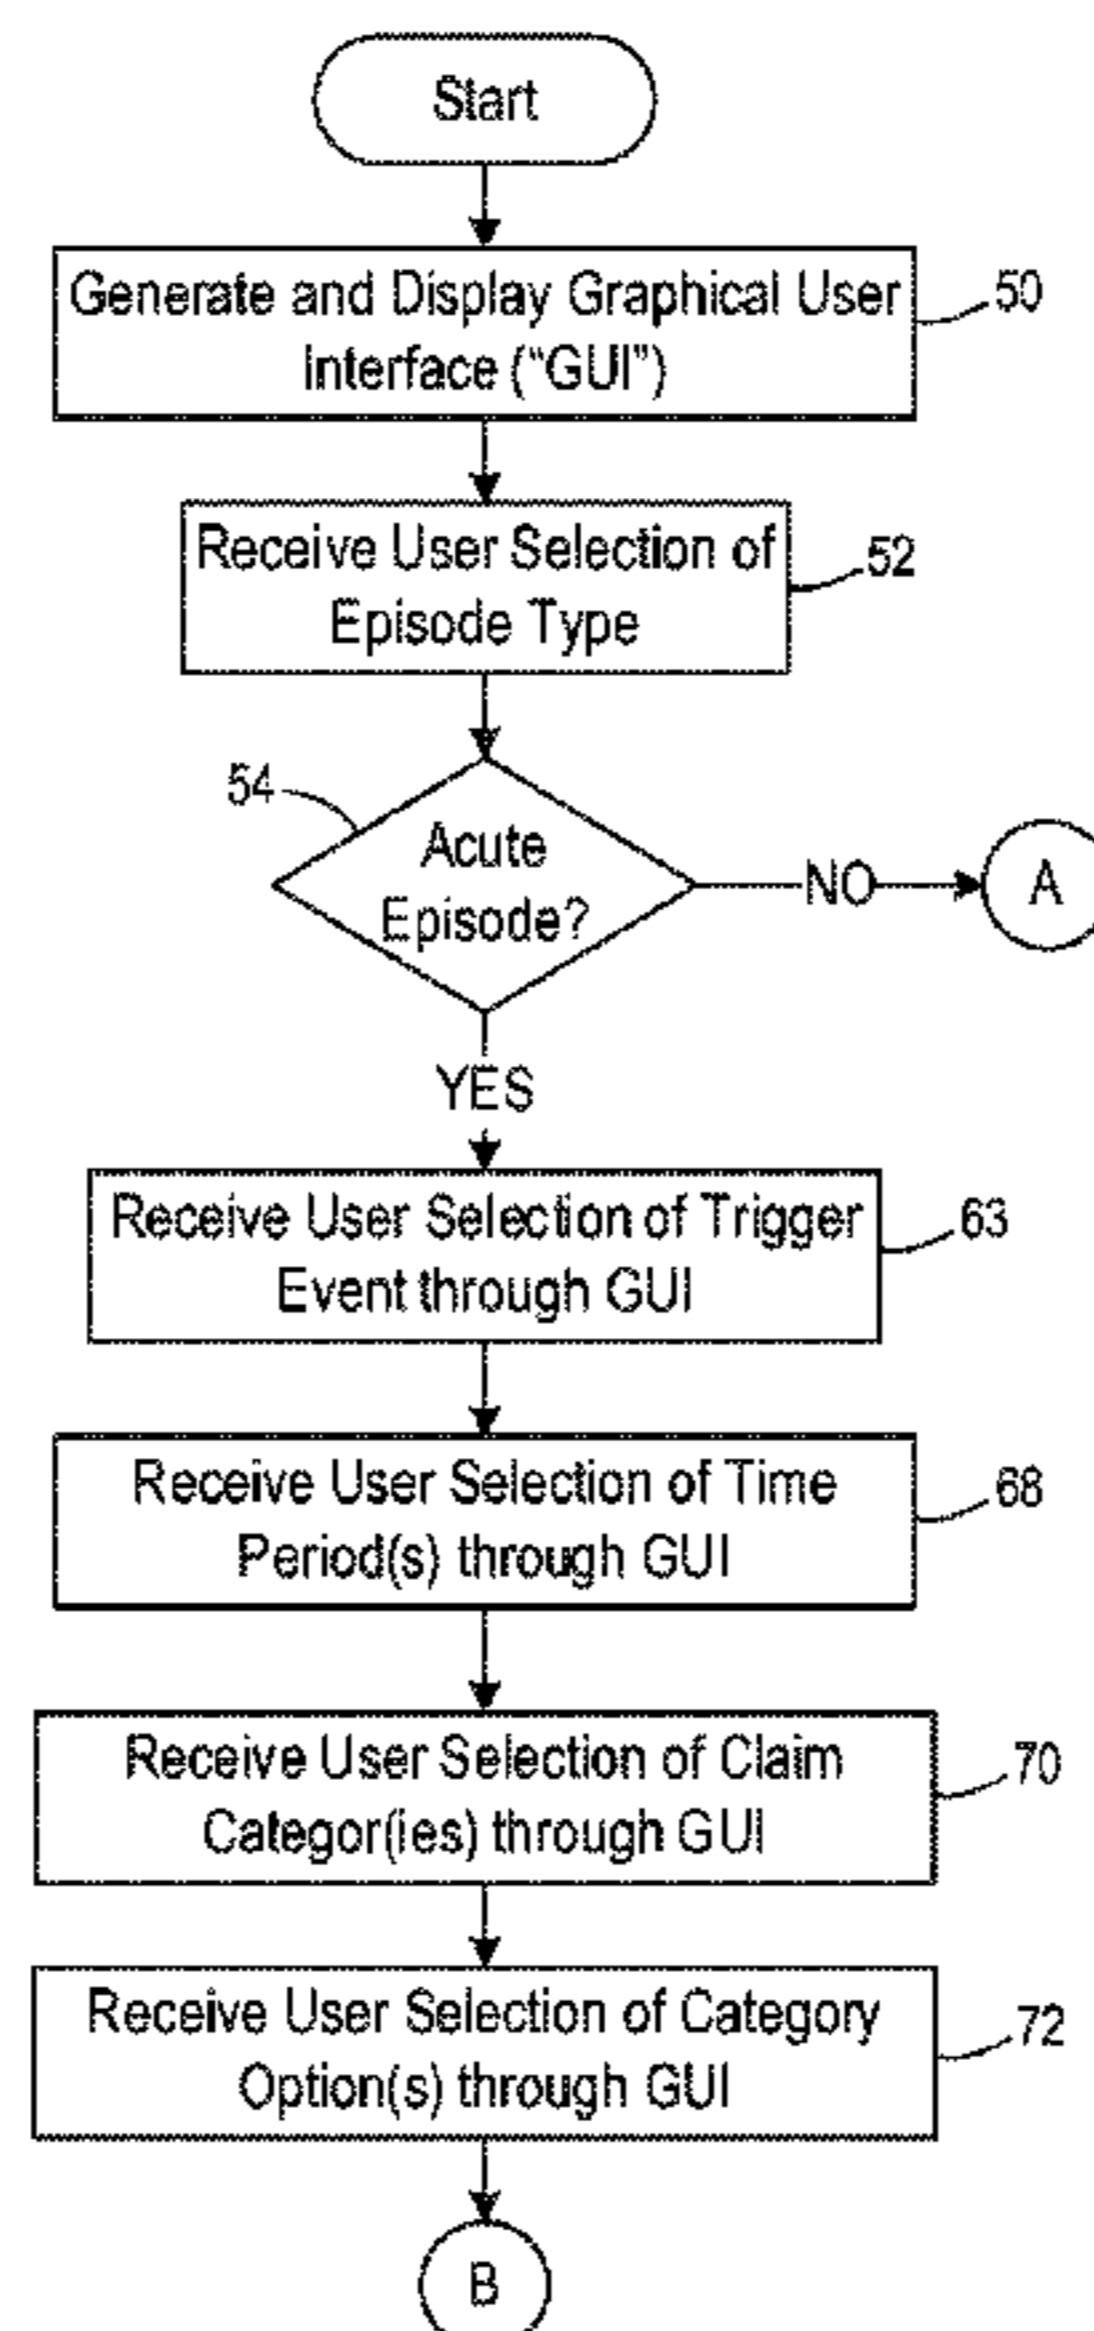 Start
Generate and Display Graphical User
Interface (“GUI”)
50
Receive User Selection of
Episode Type
52
54
Acute
Episode?
NO
A
YES
Receive User Selection of Trigger
Event through GUI
63
Receive User Selection of Time
Period(s) through GUI
68
Receive User Selection of Claim
Categor(ies) through GUI
70
Receive User Selection of Category
Option(s) through GUI
72
B